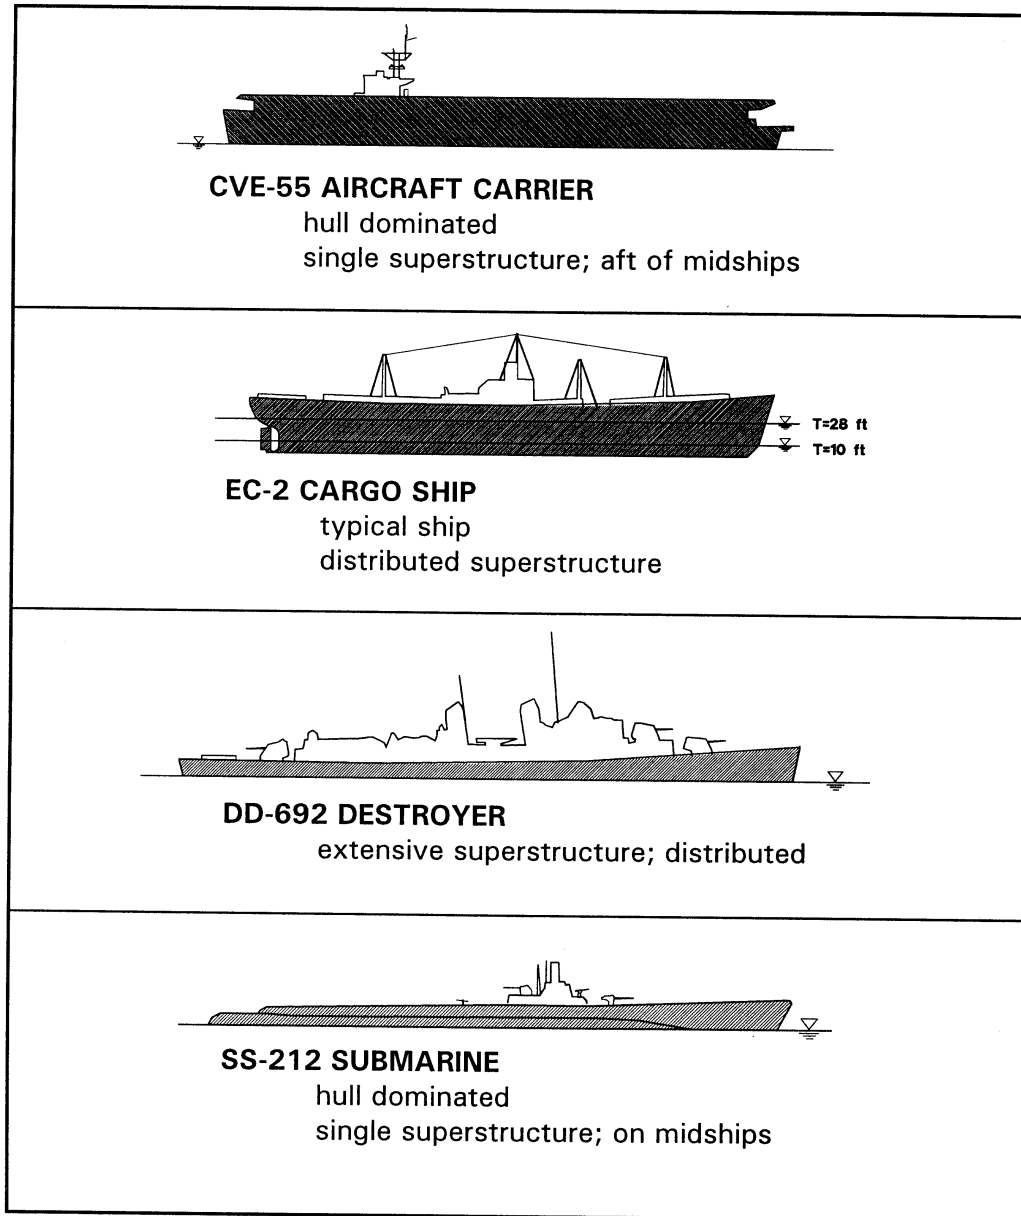 CVE-55 AIRCRAFT CARRIER
hull dominated
single superstructure; aft of midships
T=28 ft
T=10 ft
EC-2 CARGO SHIP
typical ship
distributed superstructure
DD-692 DESTROYER
extensive superstructure; distributed
SS-212 SUBMARINE
hull dominated
single superstructure; on midships